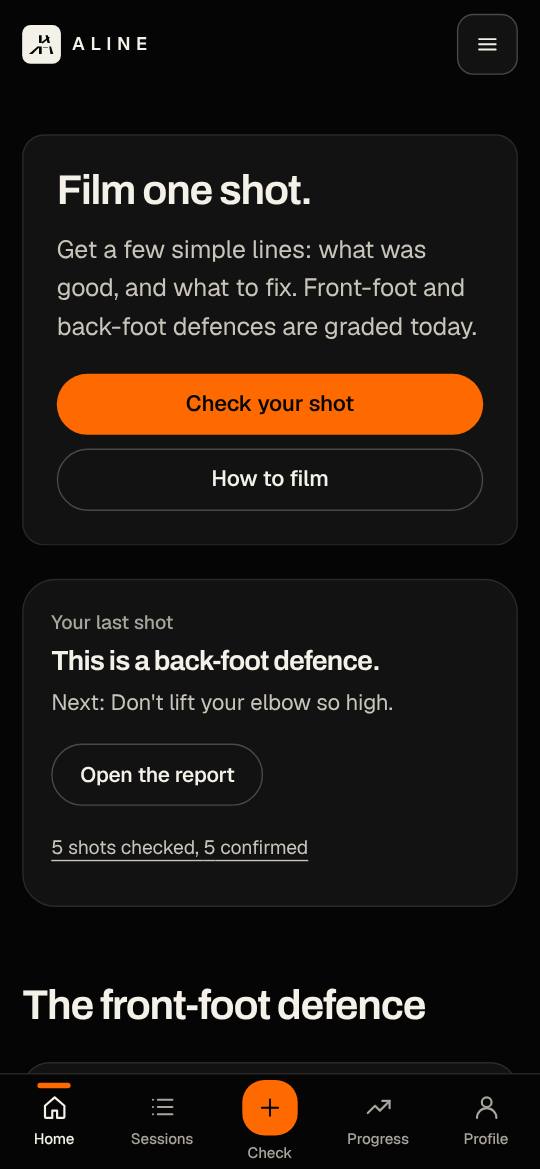 ALINE
Film one shot.
Get a few simple lines: what was
good, and what to fix. Front-foot and
back-foot defences are graded today.
Check your shot
How to film
Your last shot
This is a back-foot defence.
Next: Don't lift your elbow so high.
Open the report
5 shots checked, 5 confirmed
The front-foot defence
Home
Sessions
Check
Progress
Profile